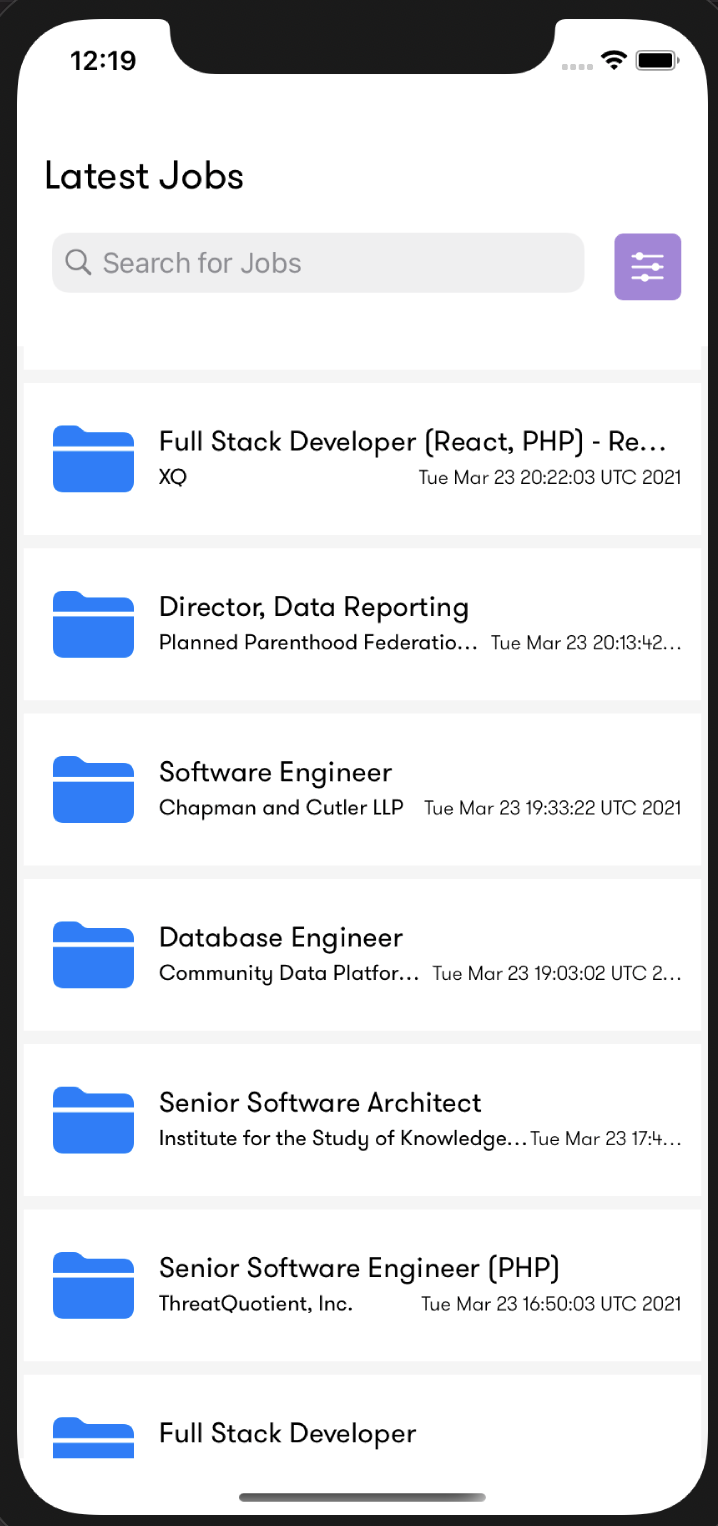 12:19
Latest Jobs
Search for Jobs
Full Stack Developer (React, PHP) - Re...
XQ Tue Mar 23 20:22:03 UTC 2021
Director, Data Reporting
Planned Parenthood Federatio... Tue Mar 23 20:13:42...
Software Engineer
Chapman and Cutler LLP Tue Mar 23 19:33:22 UTC 2021
Database Engineer
Community Data Platfor... Tue Mar 23 19:03:02 UTC 2...
Senior Software Architect
Institute for the Study of Knowledge... Tue Mar 23 17:4...
Senior Software Engineer (PHP)
ThreatQuotient, Inc. Tue Mar 23 16:50:03 UTC 2021
Full Stack Developer